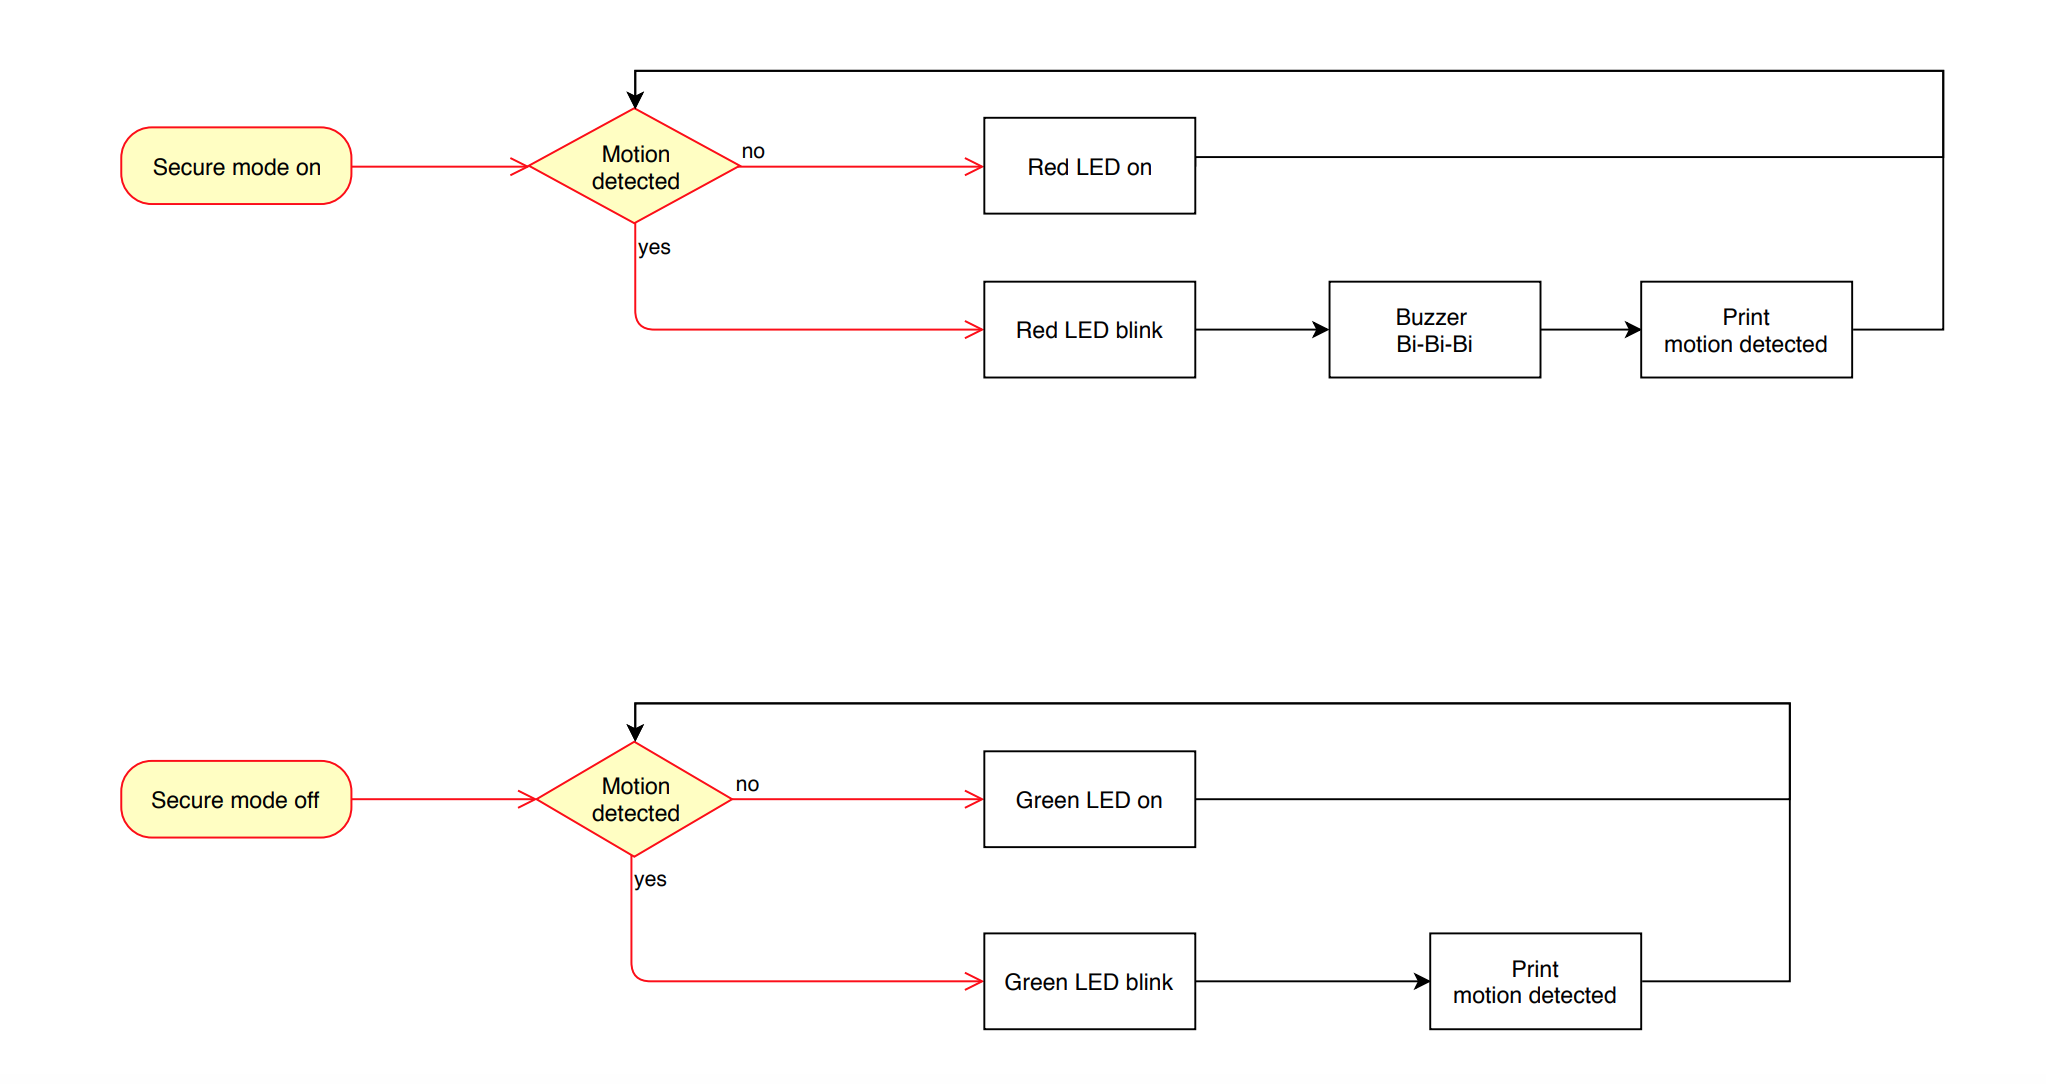 Secure mode on
Motion
detected
no
Red LED on
yes
Red LED blink
Buzzer
Bi-Bi-Bi
Print
motion detected
Secure mode off
Motion
detected
no
Green LED on
yes
Green LED blink
Print
motion detected